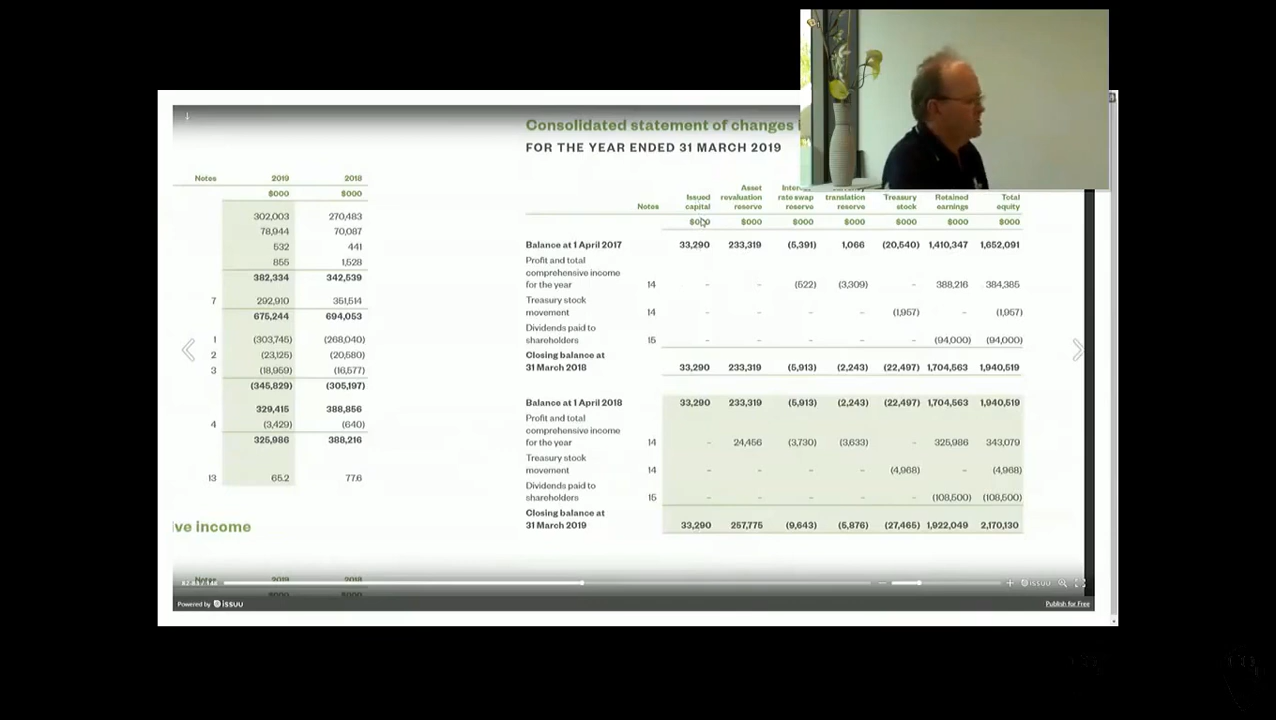 Notes 2019 2018
$000 $000
302,003 270,483
78,944 70,087
532 441
855 1,528
382,334 342,539
7 292,910 351,514
675,244 694,053
1 (303,745) (268,040)
2 (23,125) (20,580)
3 (18,959) (16,577)
(345,829) (305,197)
329,415 388,856
4 (3,429) (640)
325,986 388,216
13 65.2 77.6
ive income
Notes 2019 2018
$000 $000
Consolidated statement of changes i
FOR THE YEAR ENDED 31 MARCH 2019
Asset
Issued revaluation rate swap translation Treasury Retained Total
Notes capital reserve reserve reserve stock earnings equity
$000 $000 $000 $000 $000 $000 $000
Balance at 1 April 2017 33,290 233,319 (5,391) 1,066 (20,540) 1,410,347 1,652,091
Profit and total
comprehensive income
for the year 14 – – (522) (3,309) – 388,216 384,385
Treasury stock
movement 14 – – – – (1,957) – (1,957)
Dividends paid to
shareholders 15 – – – – – (94,000) (94,000)
Closing balance at
31 March 2018 33,290 233,319 (5,913) (2,243) (22,497) 1,704,563 1,940,519
Balance at 1 April 2018 33,290 233,319 (5,913) (2,243) (22,497) 1,704,563 1,940,519
Profit and total
comprehensive income
for the year 14 – 24,456 (3,730) (3,633) – 325,986 343,079
Treasury stock
movement 14 – – – – (4,968) – (4,968)
Dividends paid to
shareholders 15 – – – – – (108,500) (108,500)
Closing balance at
31 March 2019 33,290 257,775 (9,643) (5,876) (27,465) 1,922,049 2,170,130
issuu
Powered by issuu
Publish for Free